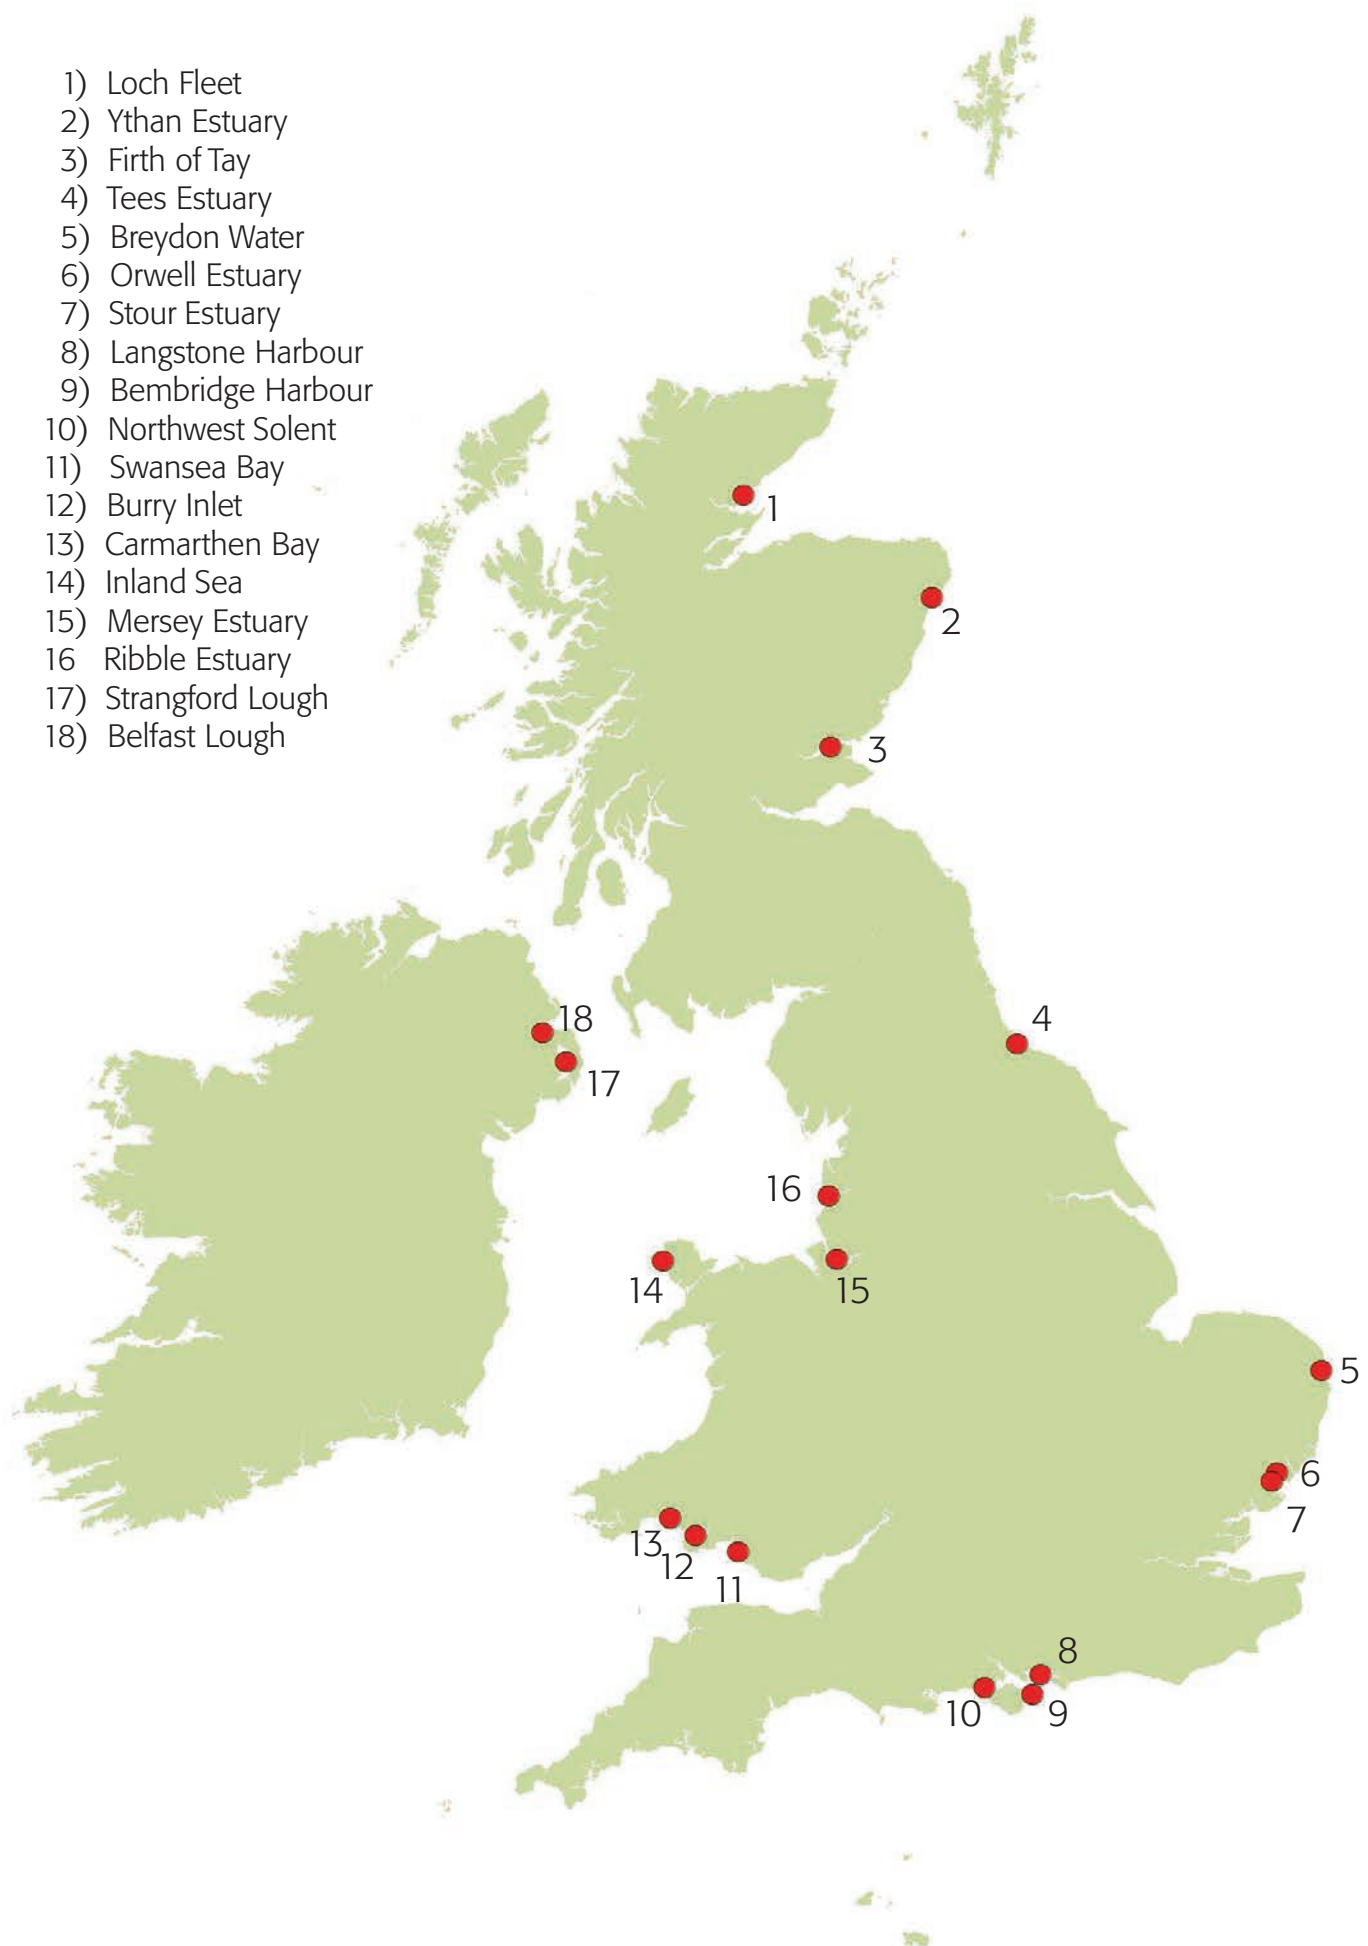 1) Loch Fleet
2) Ythan Estuary
3) Firth of Tay
4) Tees Estuary
5) Breydon Water
6) Orwell Estuary
7) Stour Estuary
8) Langstone Harbour
9) Bembridge Harbour
10) Northwest Solent
11) Swansea Bay
12) Burry Inlet
13) Carmarthen Bay
14) Inland Sea
15) Mersey Estuary
16 Ribble Estuary
17) Strangford Lough
18) Belfast Lough
1
2
3
18
4
17
16
14
15
5
6
7
13
12
11
8
10
9